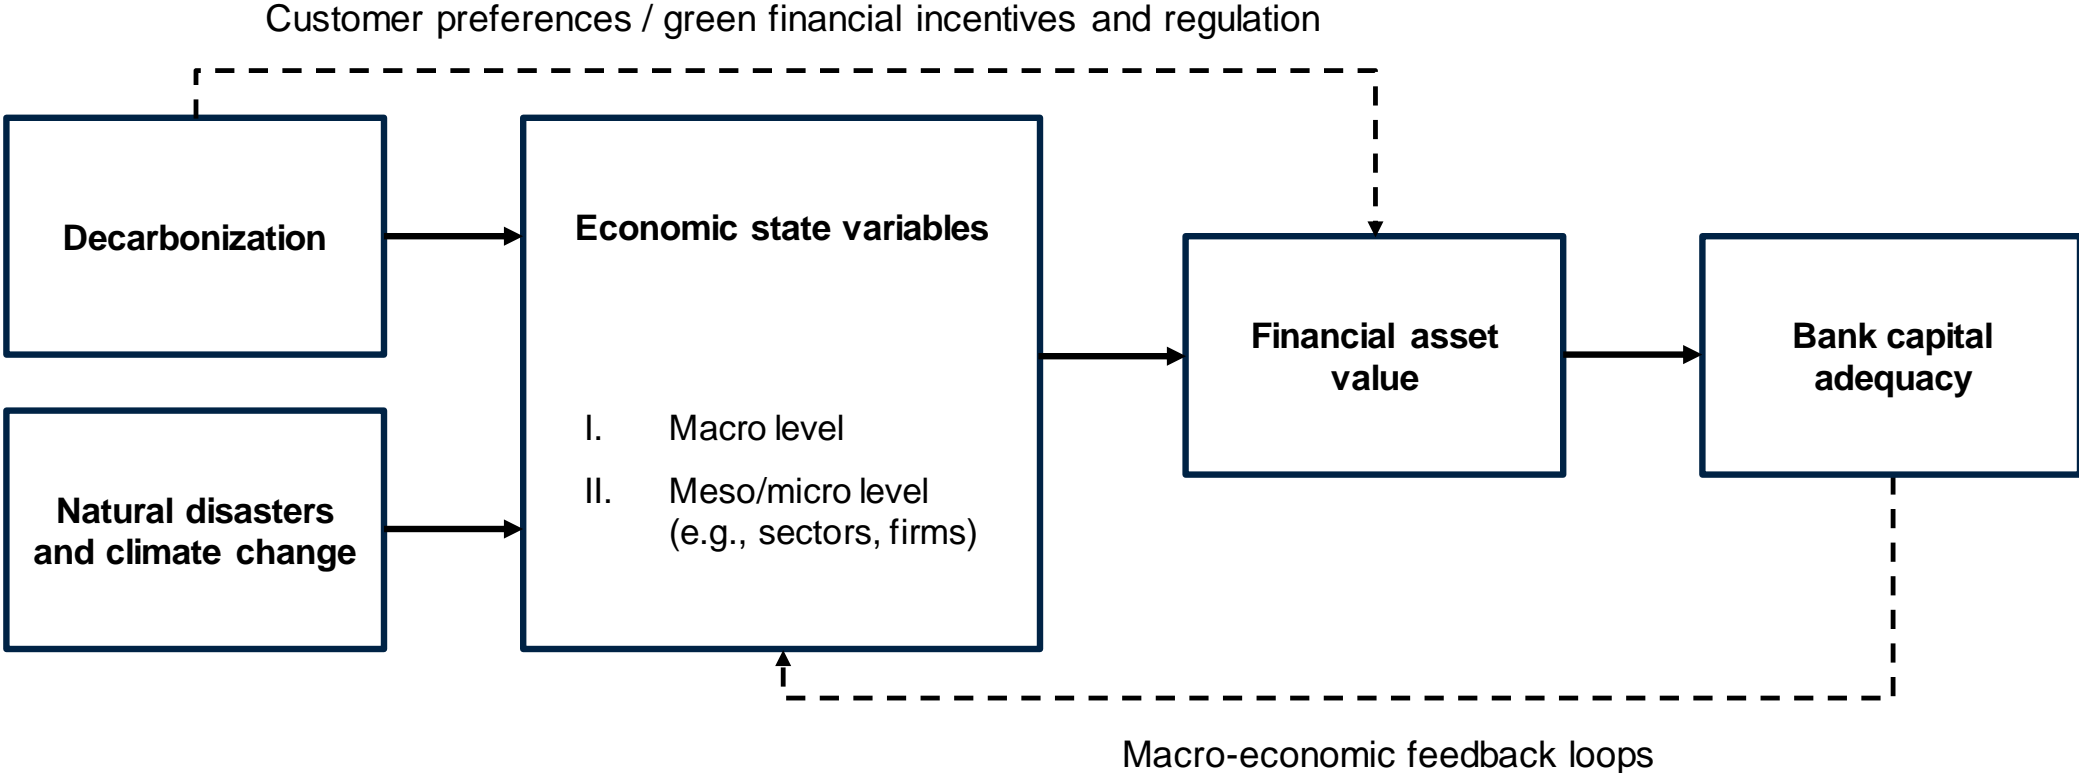 Customer preferences / green financial incentives and regulation
Decarbonization
Natural disasters
and climate change
Economic state variables
I. Macro level
II. Meso/micro level
(e.g., sectors, firms)
Financial asset
value
Bank capital
adequacy
Macro-economic feedback loops